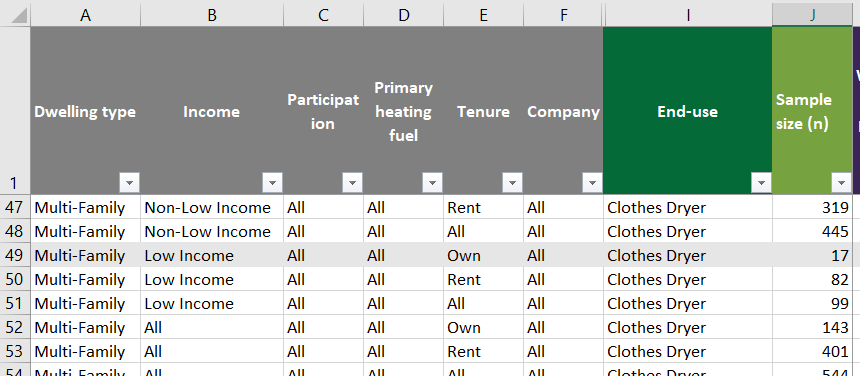 A B C D E F I J
1 Dwelling type Income Participat ion Primary heating fuel Tenure Company End-use Sample size (n)
47 Multi-Family Non-Low Income All All Rent All Clothes Dryer 319
48 Multi-Family Non-Low Income All All All All Clothes Dryer 445
49 Multi-Family Low Income All All Own All Clothes Dryer 17
50 Multi-Family Low Income All All Rent All Clothes Dryer 82
51 Multi-Family Low Income All All All All Clothes Dryer 99
52 Multi-Family All All All Own All Clothes Dryer 143
53 Multi-Family All All All Rent All Clothes Dryer 401
54 Multi-Family All All All All All Clothes Dryer 544